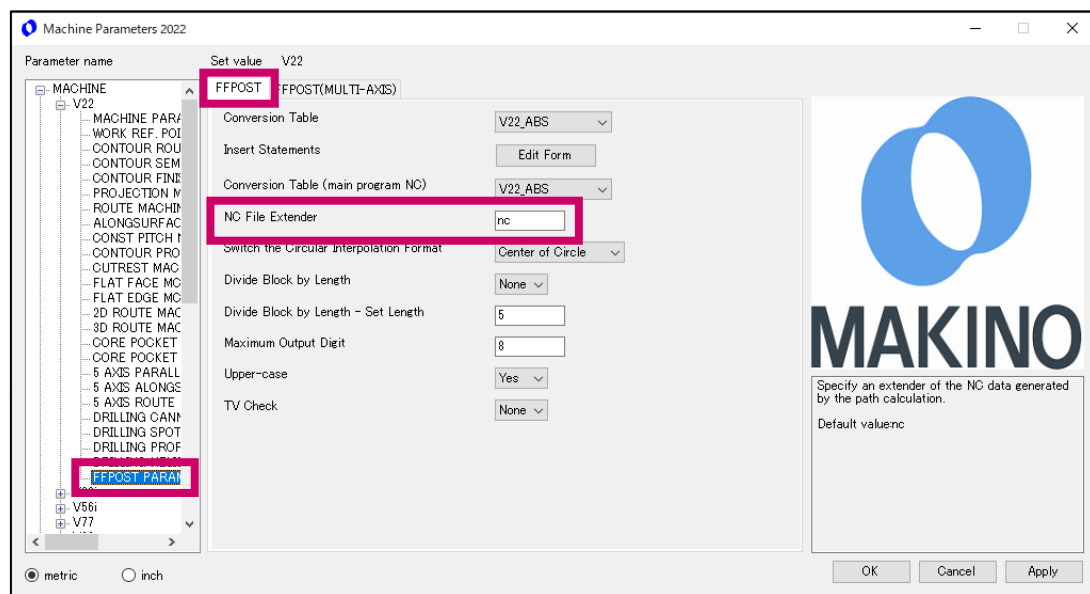 Machine Parameters 2022
Parameter name
Set value V22
MACHINE
V22
MACHINE PARA
WORK REF. POI
CONTOUR ROU
CONTOUR SEM
CONTOUR FINIS
PROJECTION M
ROUTE MACHIN
ALONGSURFAC
CONST PITCH
CONTOUR PRO
CUTREST MAC
FLAT FACE MC
FLAT EDGE MC
2D ROUTE MAC
3D ROUTE MAC
CORE POCKET
CORE POCKET
5 AXIS PARALL
5 AXIS ALONGS
5 AXIS ROUTE
DRILLING CANN
DRILLING SPOT
DRILLING PROF
FFPOST PARAM
V56i
V77
metric
inch
FFPOST
FFPOST(MULTI-AXIS)
Conversion Table
V22_ABS
Insert Statements
Edit Form
Conversion Table (main program NC)
V22_ABS
NC File Extender
nc
Switch the Circular Interpolation Format
Center of Circle
Divide Block by Length
None
Divide Block by Length - Set Length
5
Maximum Output Digit
8
Upper-case
Yes
TV Check
None
MAKINO
Specify an extender of the NC data generated
by the path calculation.
Default value:nc
OK
Cancel
Apply